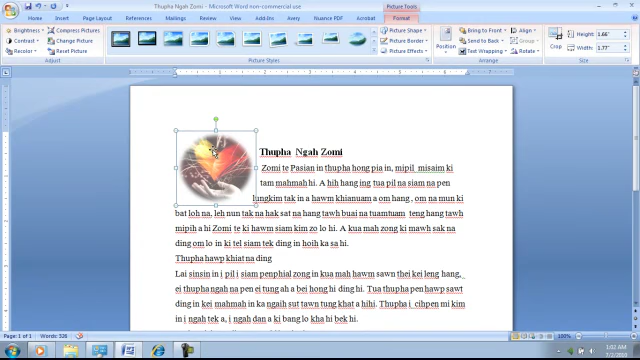 Thupha Ngah Zomi - Microsoft Word non-commercial use
Picture Tools
Home Insert Page Layout References Mailings Review View Add-Ins Avery Nuance PDF Acrobat Format
Brightness Compress Pictures
Contrast Change Picture
Recolor Reset Picture
Adjust
Picture Styles
Picture Shape
Picture Border
Picture Effects
Position
Bring to Front Align
Send to Back Group
Text Wrapping Rotate
Arrange
Crop
Height: 1.66"
Width: 1.77"
Size
Thupha Ngah Zomi
Zomi te Pasian in thupha hong pia in, mipil misaim ki
tam mahmah hi. A hih hang ing tua pil na siam na pen
lungkim tak in a hawm khianuam a om hang , om na mun ki
bat loh na, leh nun tak na hak sat na hang tawh buai na tuamtuam teng hang tawh
mipih a hi Zomi te ki hawm siam kim zo lo hi. A kua mah zong ki mawh sak na
ding om lo in ki tel siam tek ding in hoih ka sa hi.
Thupha hawp khiat na ding
Lai sinsin in i pil i siam penphial zong in kua mah hawm sawn thei kei leng hang,
ei thupha ngah na pen ei tung ah a bei hong hi ding hi. Tua thupha pen hawp sawt
ding in kei mahmah in ka ngaih sut tawn tung khat a hihi. Thupha i cihpen mi kim
in i ngah tek a, i ngah dan a ki bang lo kha hi bek hi.
Page: 1 of 1 Words: 326
100%
1:02 AM
7/2/2010